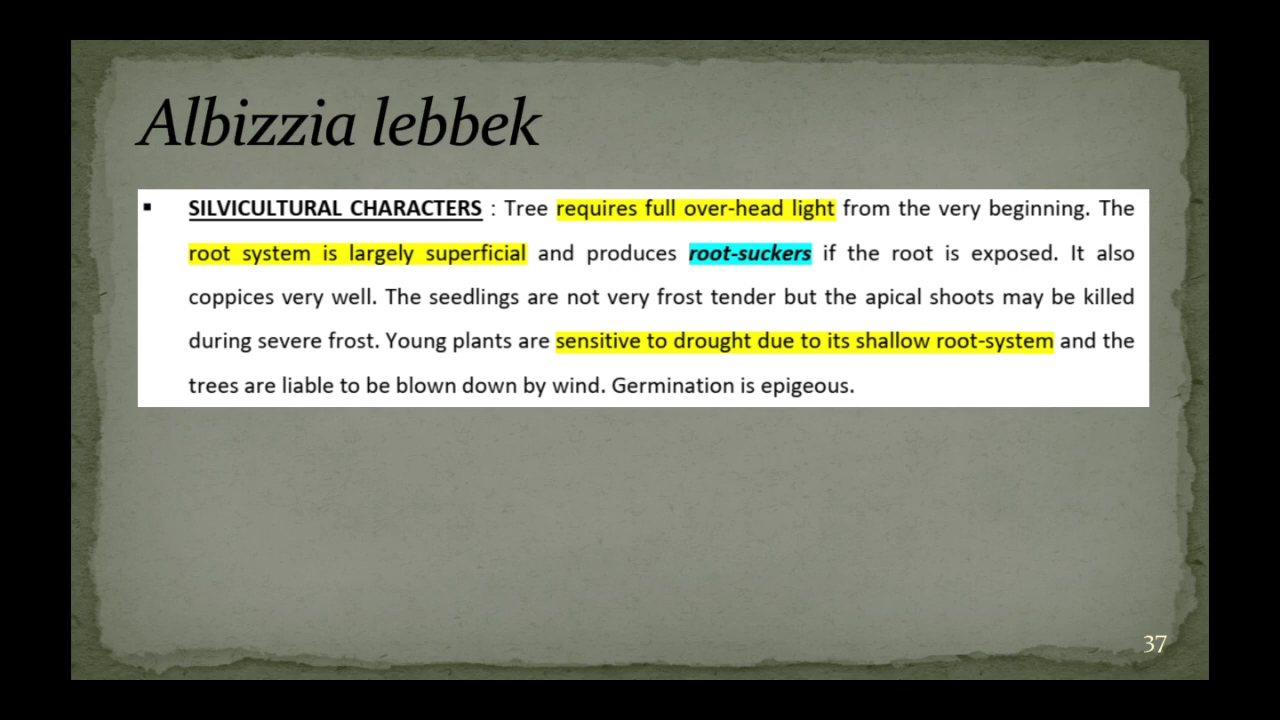 Albizzia lebbek
▪ SILVICULTURAL CHARACTERS : Tree requires full over-head light from the very beginning. The
root system is largely superficial and produces root-suckers if the root is exposed. It also
coppices very well. The seedlings are not very frost tender but the apical shoots may be killed
during severe frost. Young plants are sensitive to drought due to its shallow root-system and the
trees are liable to be blown down by wind. Germination is epigeous.
37